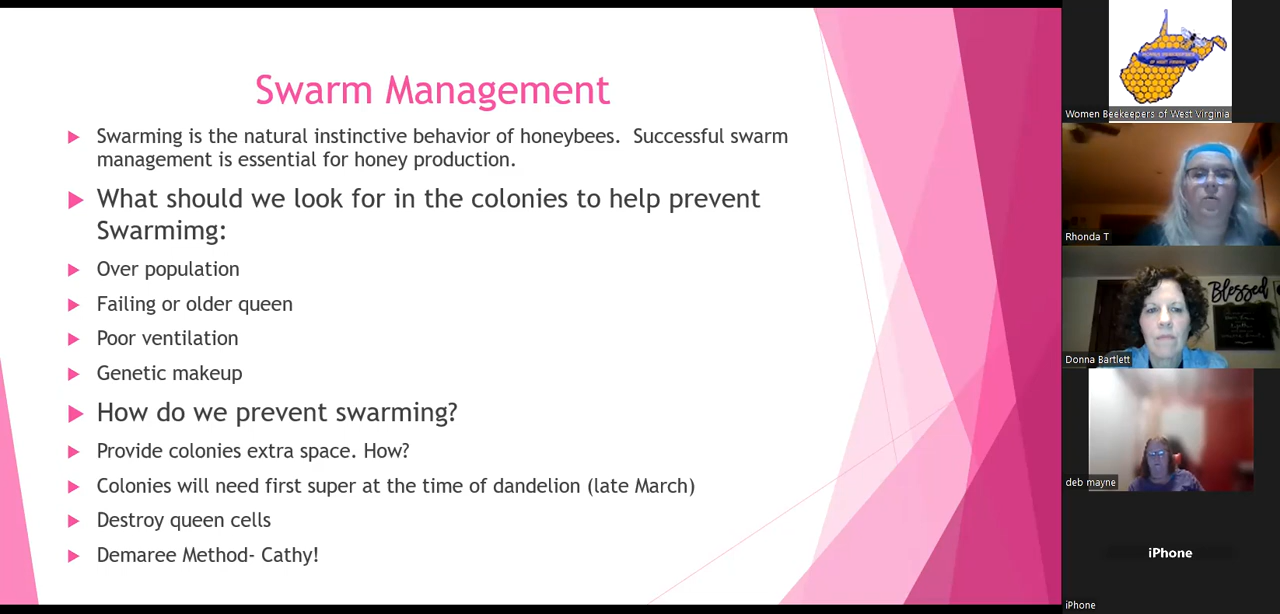 Swarm Management
Swarming is the natural instinctive behavior of honeybees.  Successful swarm
management is essential for honey production.
What should we look for in the colonies to help prevent
Swarmimg:
Over population
Failing or older queen
Poor ventilation
Genetic makeup
How do we prevent swarming?
Provide colonies extra space. How?
Colonies will need first super at the time of dandelion (late March)
Destroy queen cells
Demaree Method- Cathy!
Women Beekeepers of West Virginia
Rhonda T
Blessed
Donna Bartlett
deb mayne
iPhone
iPhone